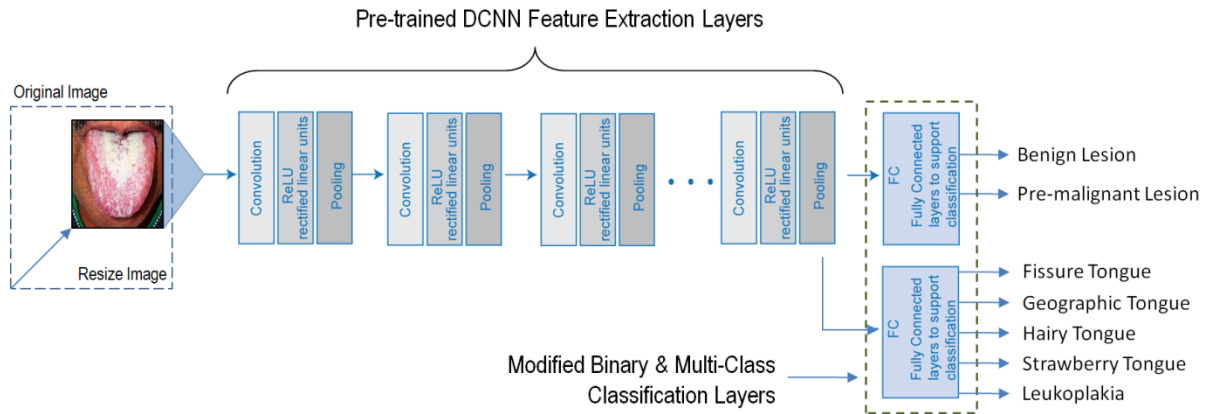 Pre-trained DCNN Feature Extraction Layers
Original Image
Resize Image
Convolution
ReLU
rectified linear units
Pooling
Convolution
ReLU
rectified linear units
Pooling
Convolution
ReLU
rectified linear units
Pooling
Convolution
ReLU
rectified linear units
Pooling
FC
Fully Connected
layers to support
classification
Benign Lesion
Pre-malignant Lesion
FC
Fully Connected
layers to support
classification
Fissure Tongue
Geographic Tongue
Hairy Tongue
Strawberry Tongue
Leukoplakia
Modified Binary & Multi-Class
Classification Layers